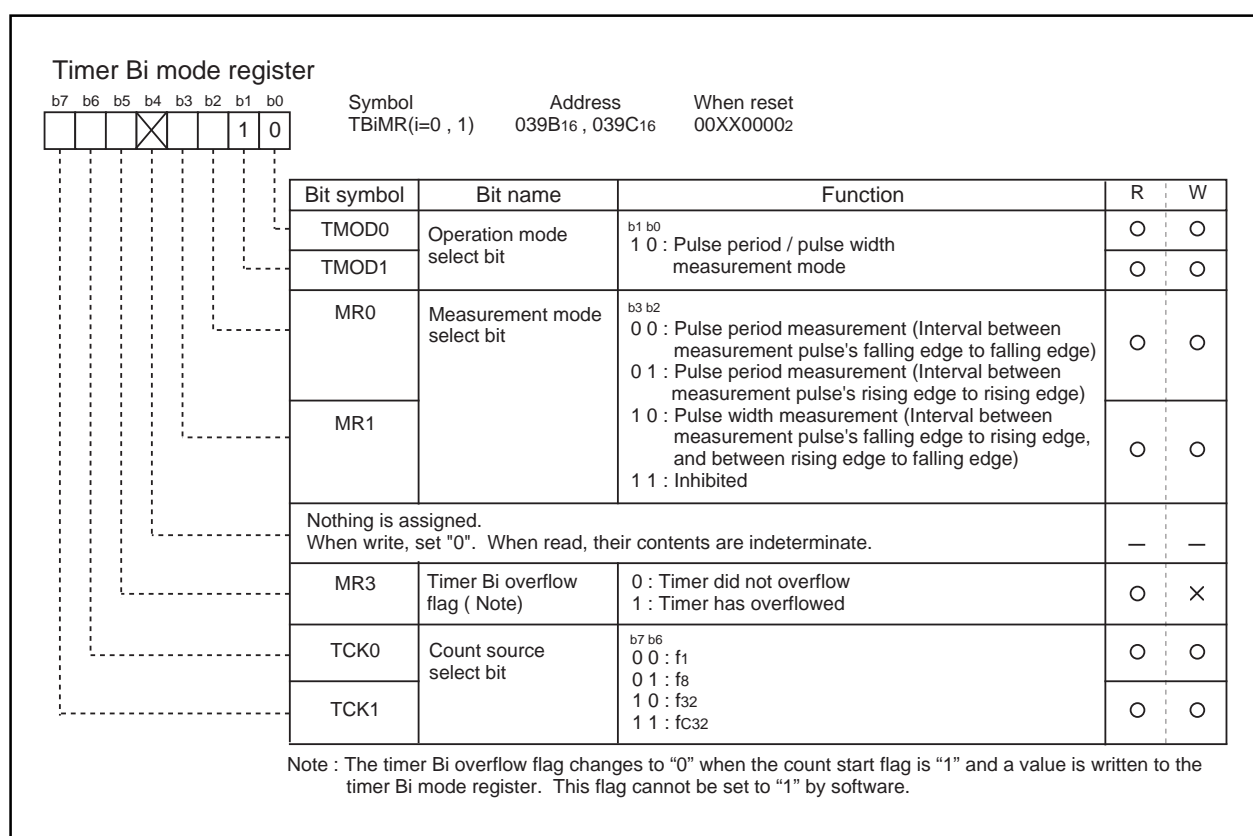 Timer Bi mode register
b7 b6 b5 b4 b3 b2 b1 b0
1 0
Symbol Address When reset
TBiMR(i=0 , 1) 039B16 , 039C16 00XX00002
Bit symbol Bit name Function R W
TMOD0
TMOD1
Operation mode
select bit
b1 b0
1 0 : Pulse period / pulse width
measurement mode
MR0
MR1
Measurement mode
select bit
b3 b2
0 0 : Pulse period measurement (Interval between
measurement pulse's falling edge to falling edge)
0 1 : Pulse period measurement (Interval between
measurement pulse's rising edge to rising edge)
1 0 : Pulse width measurement (Interval between
measurement pulse's falling edge to rising edge,
and between rising edge to falling edge)
1 1 : Inhibited
Nothing is assigned.
When write, set "0". When read, their contents are indeterminate.
MR3
Timer Bi overflow
flag ( Note)
0 : Timer did not overflow
1 : Timer has overflowed
TCK0
TCK1
Count source
select bit
b7 b6
0 0 : f1
0 1 : f8
1 0 : f32
1 1 : fC32
Note : The timer Bi overflow flag changes to “0” when the count start flag is “1” and a value is written to the
timer Bi mode register. This flag cannot be set to “1” by software.